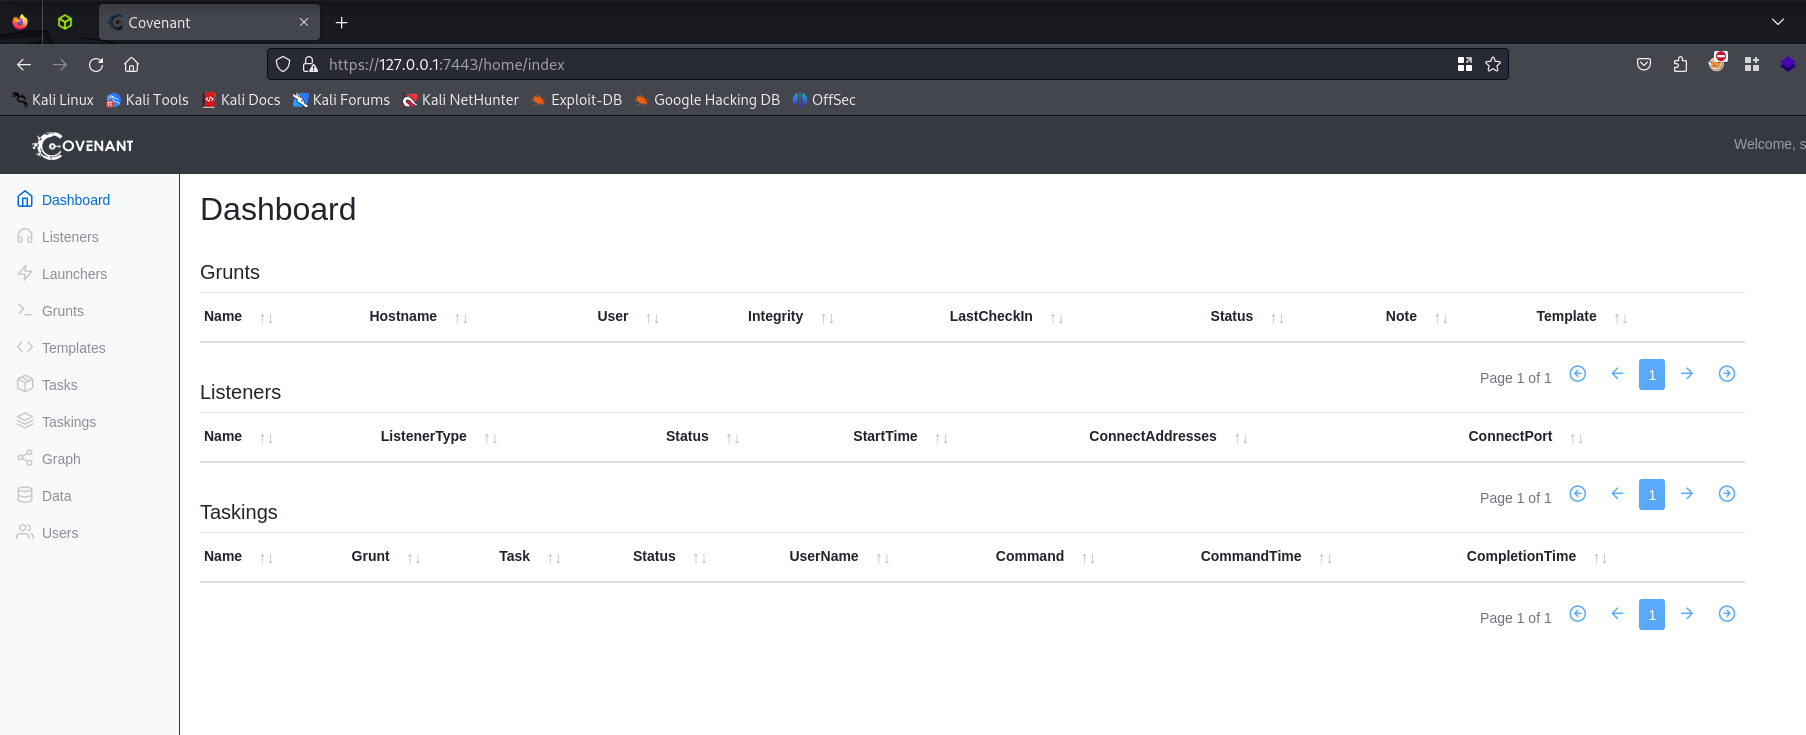 Covenant
https://127.0.0.1:7443/home/index
Kali Linux Kali Tools Kali Docs Kali Forums Kali NetHunter Exploit-DB Google Hacking DB OffSec
COVENANT
Welcome, s
Dashboard
Listeners
Launchers
Grunts
Templates
Tasks
Taskings
Graph
Data
Users
Dashboard
Grunts
Name Hostname User Integrity LastCheckIn Status Note Template
Page 1 of 1 1
Listeners
Name ListenerType Status StartTime ConnectAddresses ConnectPort
Page 1 of 1 1
Taskings
Name Grunt Task Status UserName Command CommandTime CompletionTime
Page 1 of 1 1